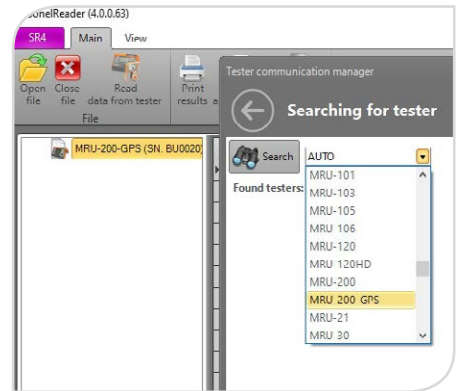 onelReader (4.0.0.63)
SR4 Main View
Open file
Close file
Read data from tester
Print results
File
MRU-200-GPS (SN. BU0020)
Tester communication manager
Searching for tester
Search AUTO
Found testers:
MRU-101
MRU-103
MRU-105
MRU 106
MRU-120
MRU 120HD
MRU-200
MRU 200 GPS
MRU-21
MRU 30